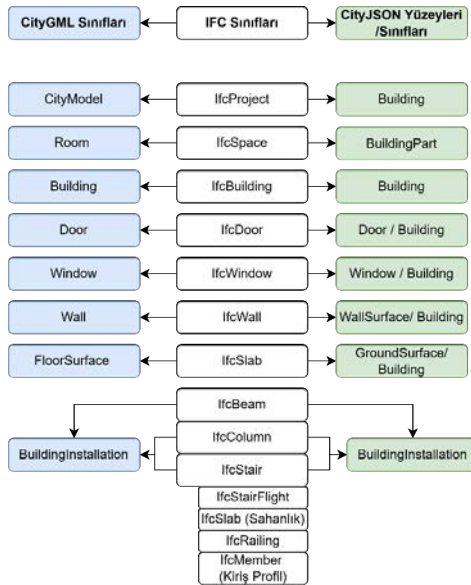 CityGML Sınıfları IFC Sınıfları CityJSON Yüzeyleri
/Sınıfları
CityModel IfcProject Building
Room IfcSpace BuildingPart
Building IfcBuilding Building
Door IfcDoor Door / Building
Window IfcWindow Window / Building
Wall IfcWall WallSurface/ Building
FloorSurface IfcSlab GroundSurface/
Building
IfcBeam
IfcColumn
BuildingInstallation IfcStair BuildingInstallation
IfcStairFlight
IfcSlab (Sahanlık)
IfcRailing
IfcMember
(Kiriş Profil)